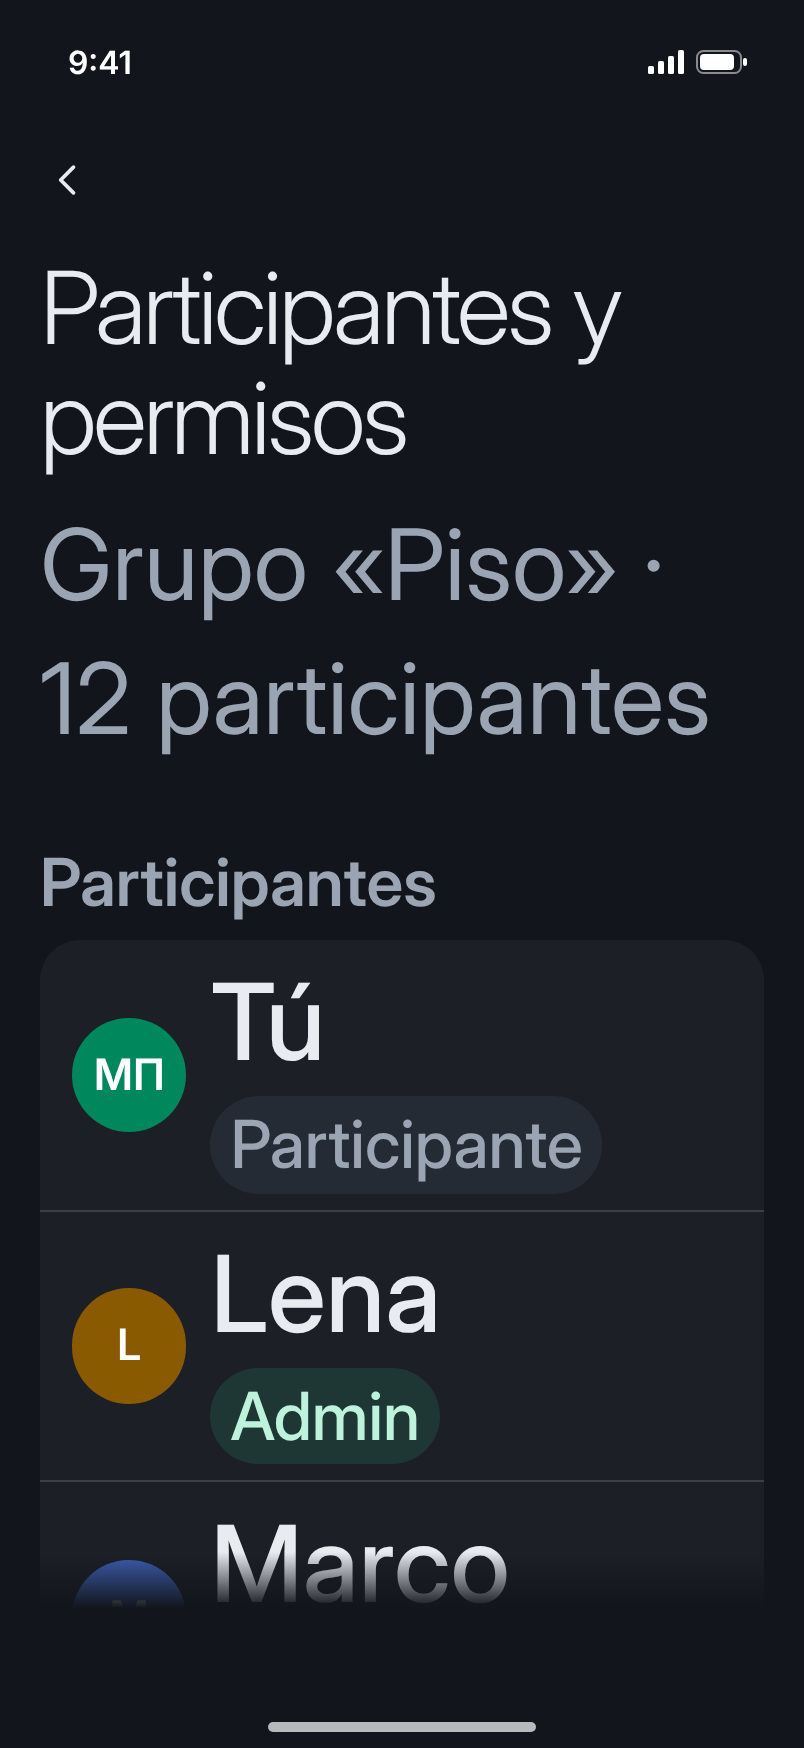 9:41
Participantes y
permisos
Grupo «Piso» ·
12 participantes
Participantes
МП
Tú
Participante
L
Lena
Admin
Marco